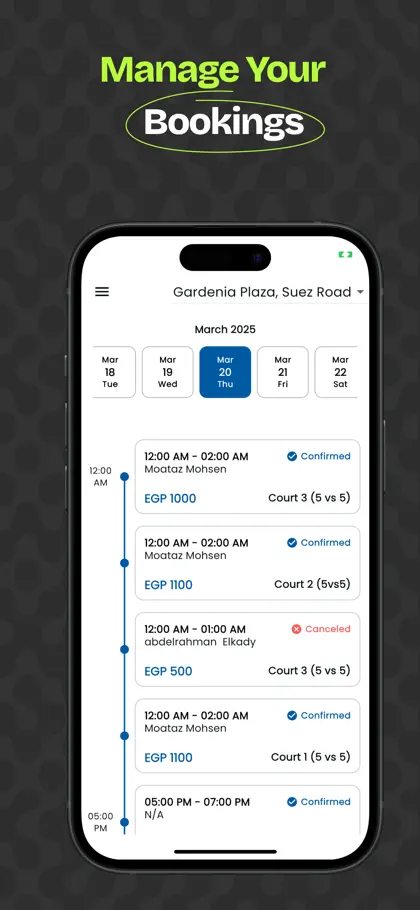 Manage Your
Bookings
Gardenia Plaza, Suez Road
March 2025
Mar
18
Tue
Mar
19
Wed
Mar
20
Thu
Mar
21
Fri
Mar
22
Sat
12:00
AM
12:00 AM - 02:00 AM
Confirmed
Moataz Mohsen
EGP 1000
Court 3 (5 vs 5)
12:00 AM - 02:00 AM
Confirmed
Moataz Mohsen
EGP 1100
Court 2 (5vs5)
12:00 AM - 01:00 AM
Canceled
abdelrahman  Elkady
EGP 500
Court 3 (5 vs 5)
12:00 AM - 02:00 AM
Confirmed
Moataz Mohsen
EGP 1100
Court 1 (5 vs 5)
05:00
PM
05:00 PM - 07:00 PM
Confirmed
N/A